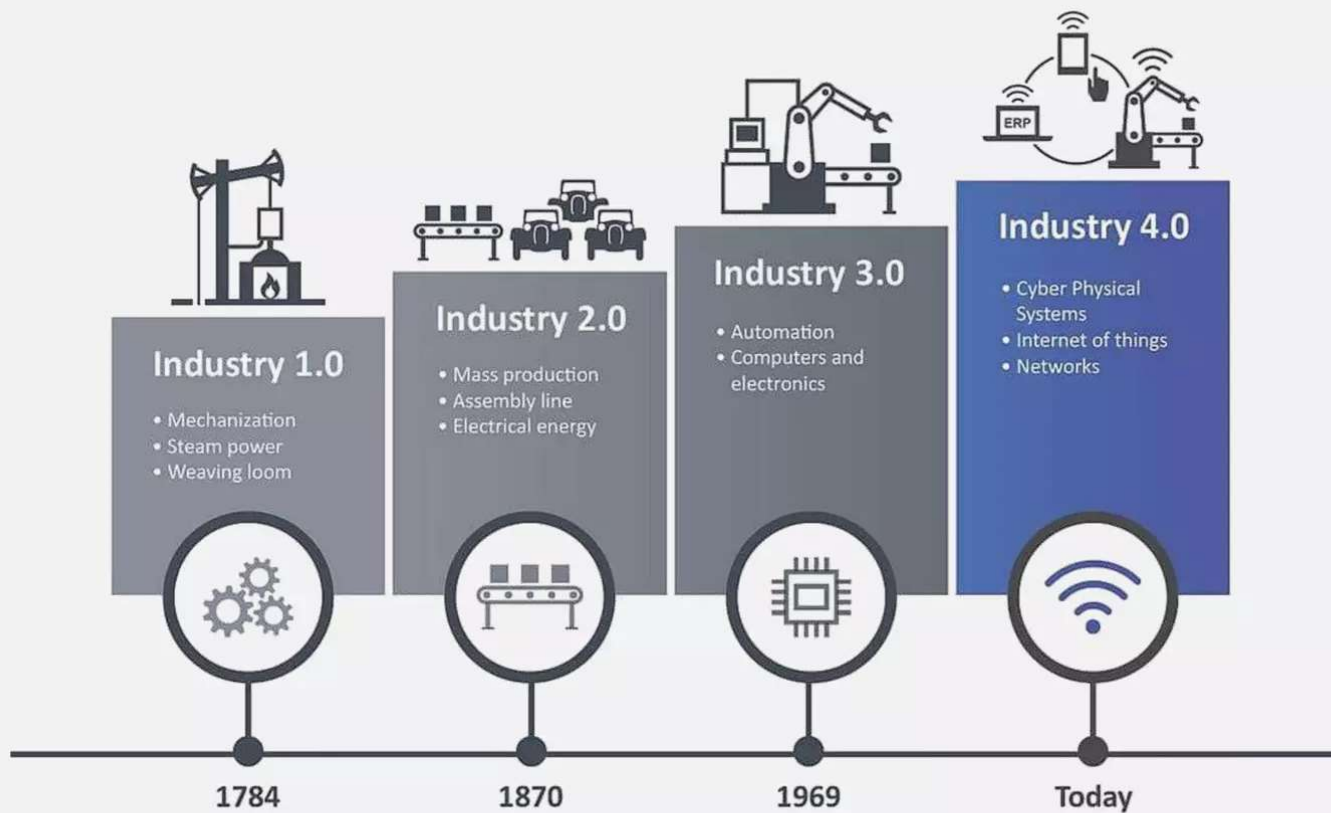 ERP
Industry 1.0
• Mechanization
• Steam power
• Weaving loom
Industry 2.0
• Mass production
• Assembly line
• Electrical energy
Industry 3.0
• Automation
• Computers and
electronics
Industry 4.0
• Cyber Physical
Systems
• Internet of things
• Networks
1784
1870
1969
Today